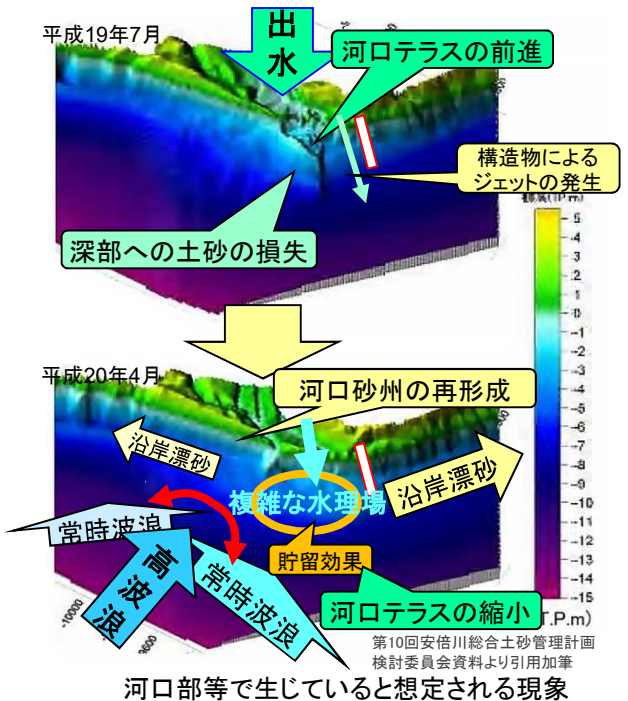 平成19年7月
出
水
河口テラスの前進
構造物による
ジェットの発生
深部への土砂の損失
5
4
3
2
1
0
-1
-2
-3
-4
-5
-6
-7
-8
-9
-10
-11
-12
-13
-14
-15
平成20年4月
河口砂州の再形成
沿岸漂砂
沿岸漂砂
複雑な水理場
常時波浪
貯留効果
高波浪
常時波浪
河口テラスの縮小
T.P.m)
-10000
9600
第10回安倍川総合土砂管理計画
検討委員会資料より引用加筆
河口部等で生じていると想定される現象